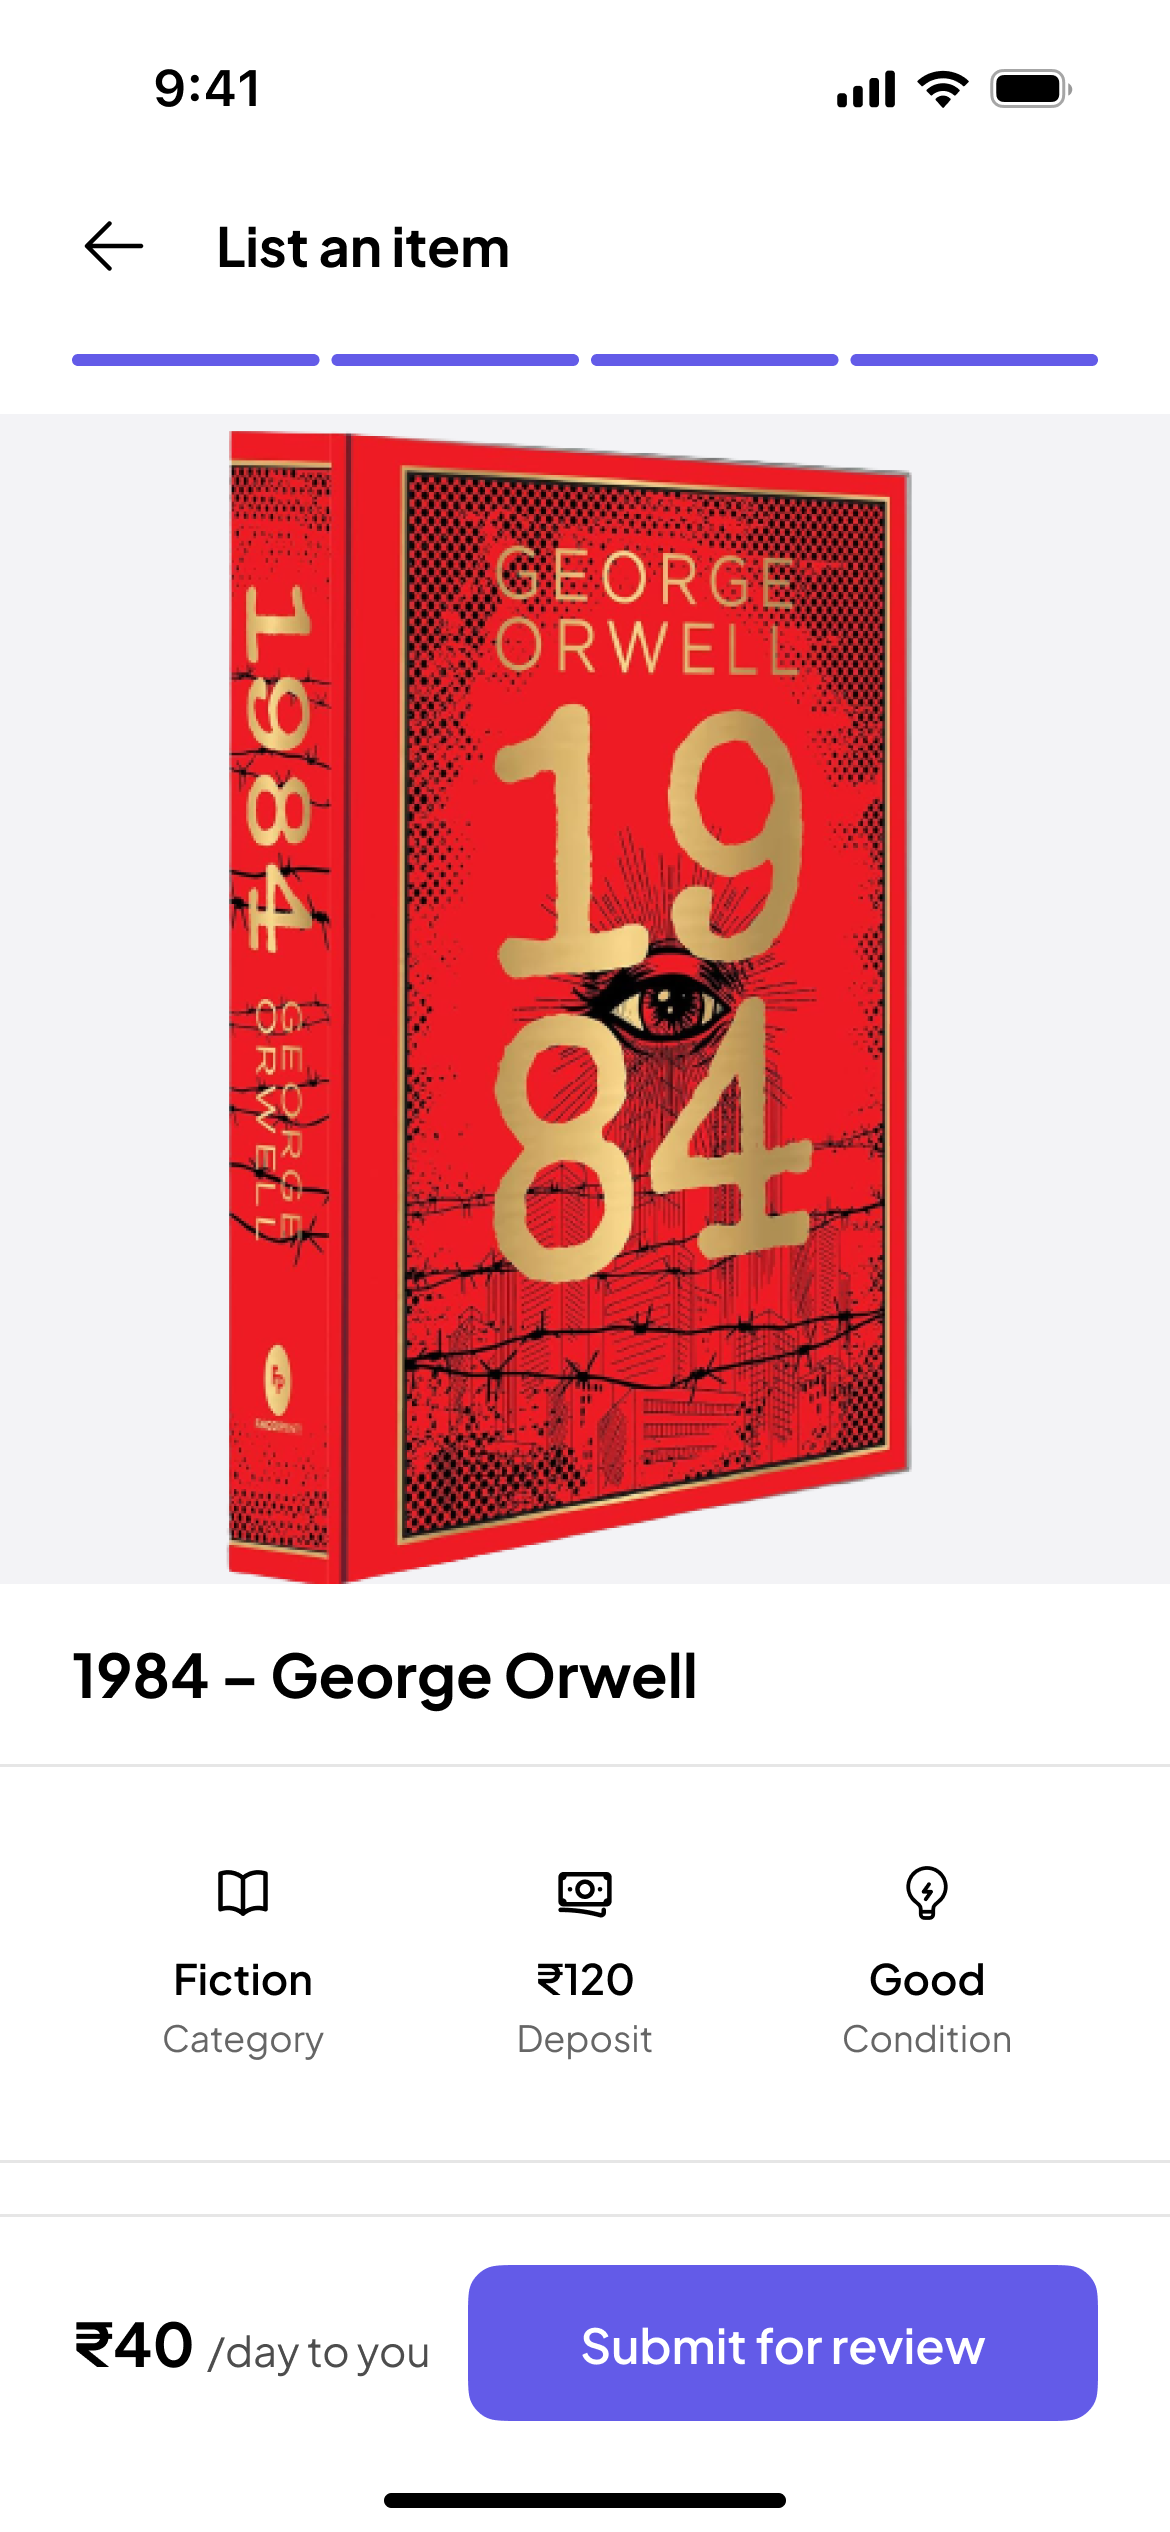 9:41
List an item
GEORGE
ORWELL
19
84
1984
GEORGE
ORWELL
1984 – George Orwell
Fiction
₹120
Good
Category
Deposit
Condition
₹40 /day to you
Submit for review